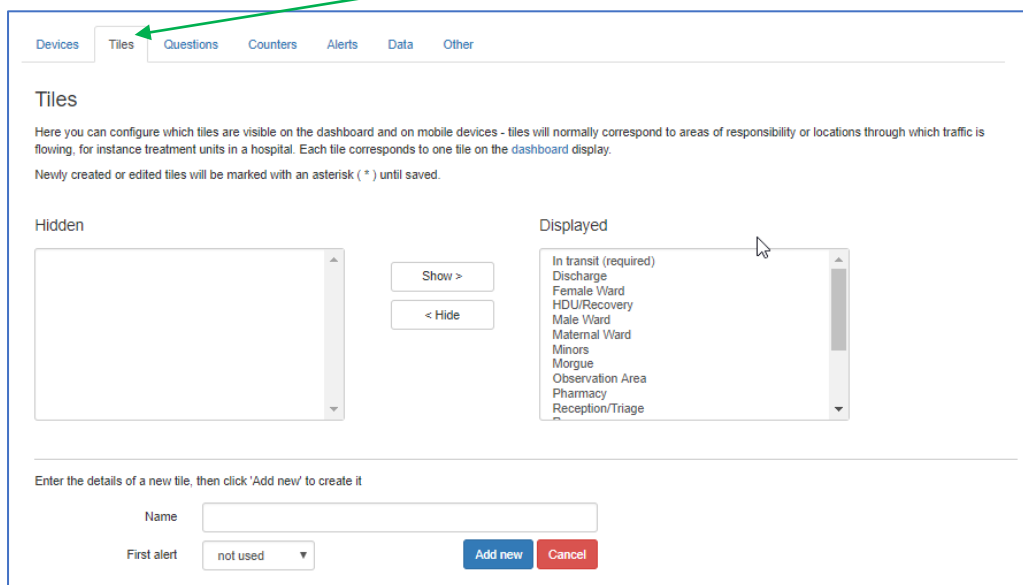 Devices Tiles Questions Counters Alerts Data Other
Tiles
Here you can configure which tiles are visible on the dashboard and on mobile devices - tiles will normally correspond to areas of responsibility or locations through which traffic is
flowing, for instance treatment units in a hospital. Each tile corresponds to one tile on the dashboard display.
Newly created or edited tiles will be marked with an asterisk ( * ) until saved.
Hidden
Displayed
Show >
< Hide
In transit (required)
Discharge
Female Ward
HDU/Recovery
Male Ward
Maternal Ward
Minors
Morgue
Observation Area
Pharmacy
Reception/Triage
Enter the details of a new tile, then click 'Add new' to create it
Name
First alert not used Add new Cancel